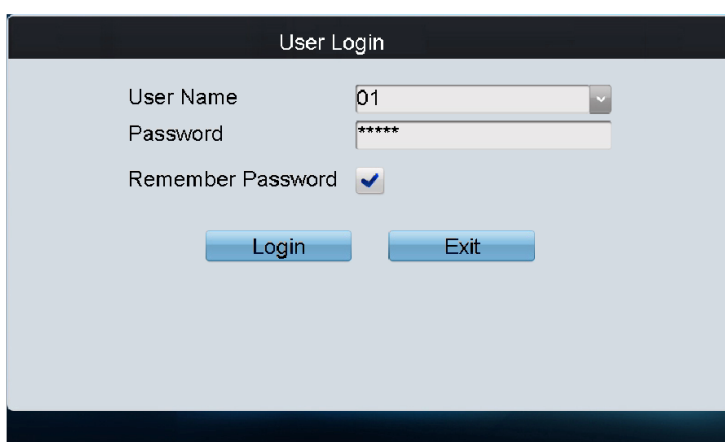 User Login
User Name 01
Password *****
Remember Password
Login Exit